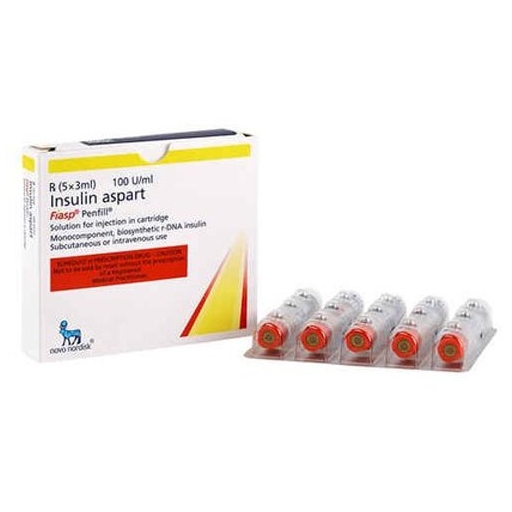 R (5×3ml) 100 U/ml
Insulin aspart
Fiasp® Penfill®
Solution for injection in cartridge
Monocomponent, biosynthetic r-DNA insulin
Subcutaneous or intravenous use
SCHEDULE H PRESCRIPTION DRUG - CAUTION
Not to be sold by retail without the prescription
of a Registered
Medical Practitioner.
novo nordisk®